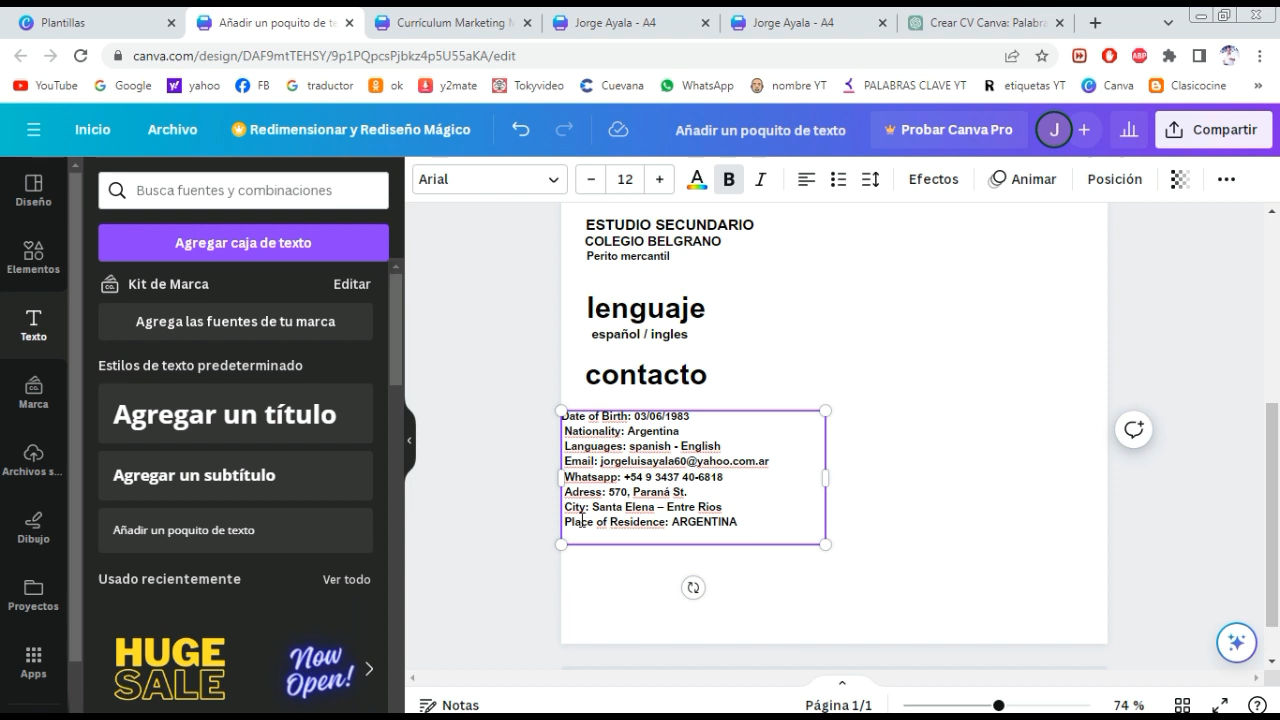 Plantillas
Añadir un poquito de te
Currículum Marketing
Jorge Ayala - A4
Jorge Ayala - A4
Crear CV Canva: Palabra
canva.com/design/DAF9mtTEHSY/9p1PQpcsPjbkz4p5U55aKA/edit
YouTube
Google
yahoo
FB
traductor
ok
y2mate
Tokyvideo
Cuevana
WhatsApp
nombre YT
PALABRAS CLAVE YT
etiquetas YT
Canva
Clasicocine
»
Inicio
Archivo
Redimensionar y Rediseño Mágico
Añadir un poquito de texto
Probar Canva Pro
J
Compartir
Arial
12
A
B
I
Efectos
Animar
Posición
Diseño
Elementos
Texto
Marca
Archivos s...
Dibujo
Proyectos
Apps
Busca fuentes y combinaciones
Agregar caja de texto
Kit de Marca
Editar
Agrega las fuentes de tu marca
Estilos de texto predeterminado
Agregar un título
Agregar un subtítulo
Añadir un poquito de texto
Usado recientemente
Ver todo
HUGE
SALE
Now
Open!
ESTUDIO SECUNDARIO
COLEGIO BELGRANO
Perito mercantil
lenguaje
español / ingles
contacto
Date of Birth: 03/06/1983
Nationality: Argentina
Languages: spanish - English
Email: jorgeluisayala60@yahoo.com.ar
Whatsapp: +54 9 3437 40-6818
Adress: 570, Paraná St.
City: Santa Elena – Entre Rios
Place of Residence: ARGENTINA
Notas
Página 1/1
74 %